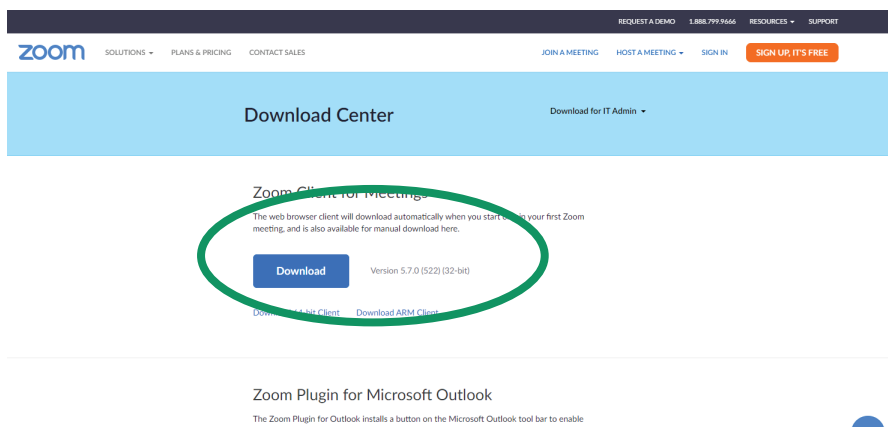 REQUEST A DEMO 1.888.799.9666 RESOURCES SUPPORT
zoom SOLUTIONS PLANS & PRICING CONTACT SALES JOIN A MEETING HOST A MEETING SIGN IN SIGN UP, IT'S FREE
Download Center Download for IT Admin
Zoom Client for Meetings
The web browser client will download automatically when you start or join your first Zoom
meeting, and is also available for manual download here.
Download Version 5.7.0 (522) (32-bit)
Download 64-bit Client Download ARM Client
Zoom Plugin for Microsoft Outlook
The Zoom Plugin for Outlook installs a button on the Microsoft Outlook tool bar to enable